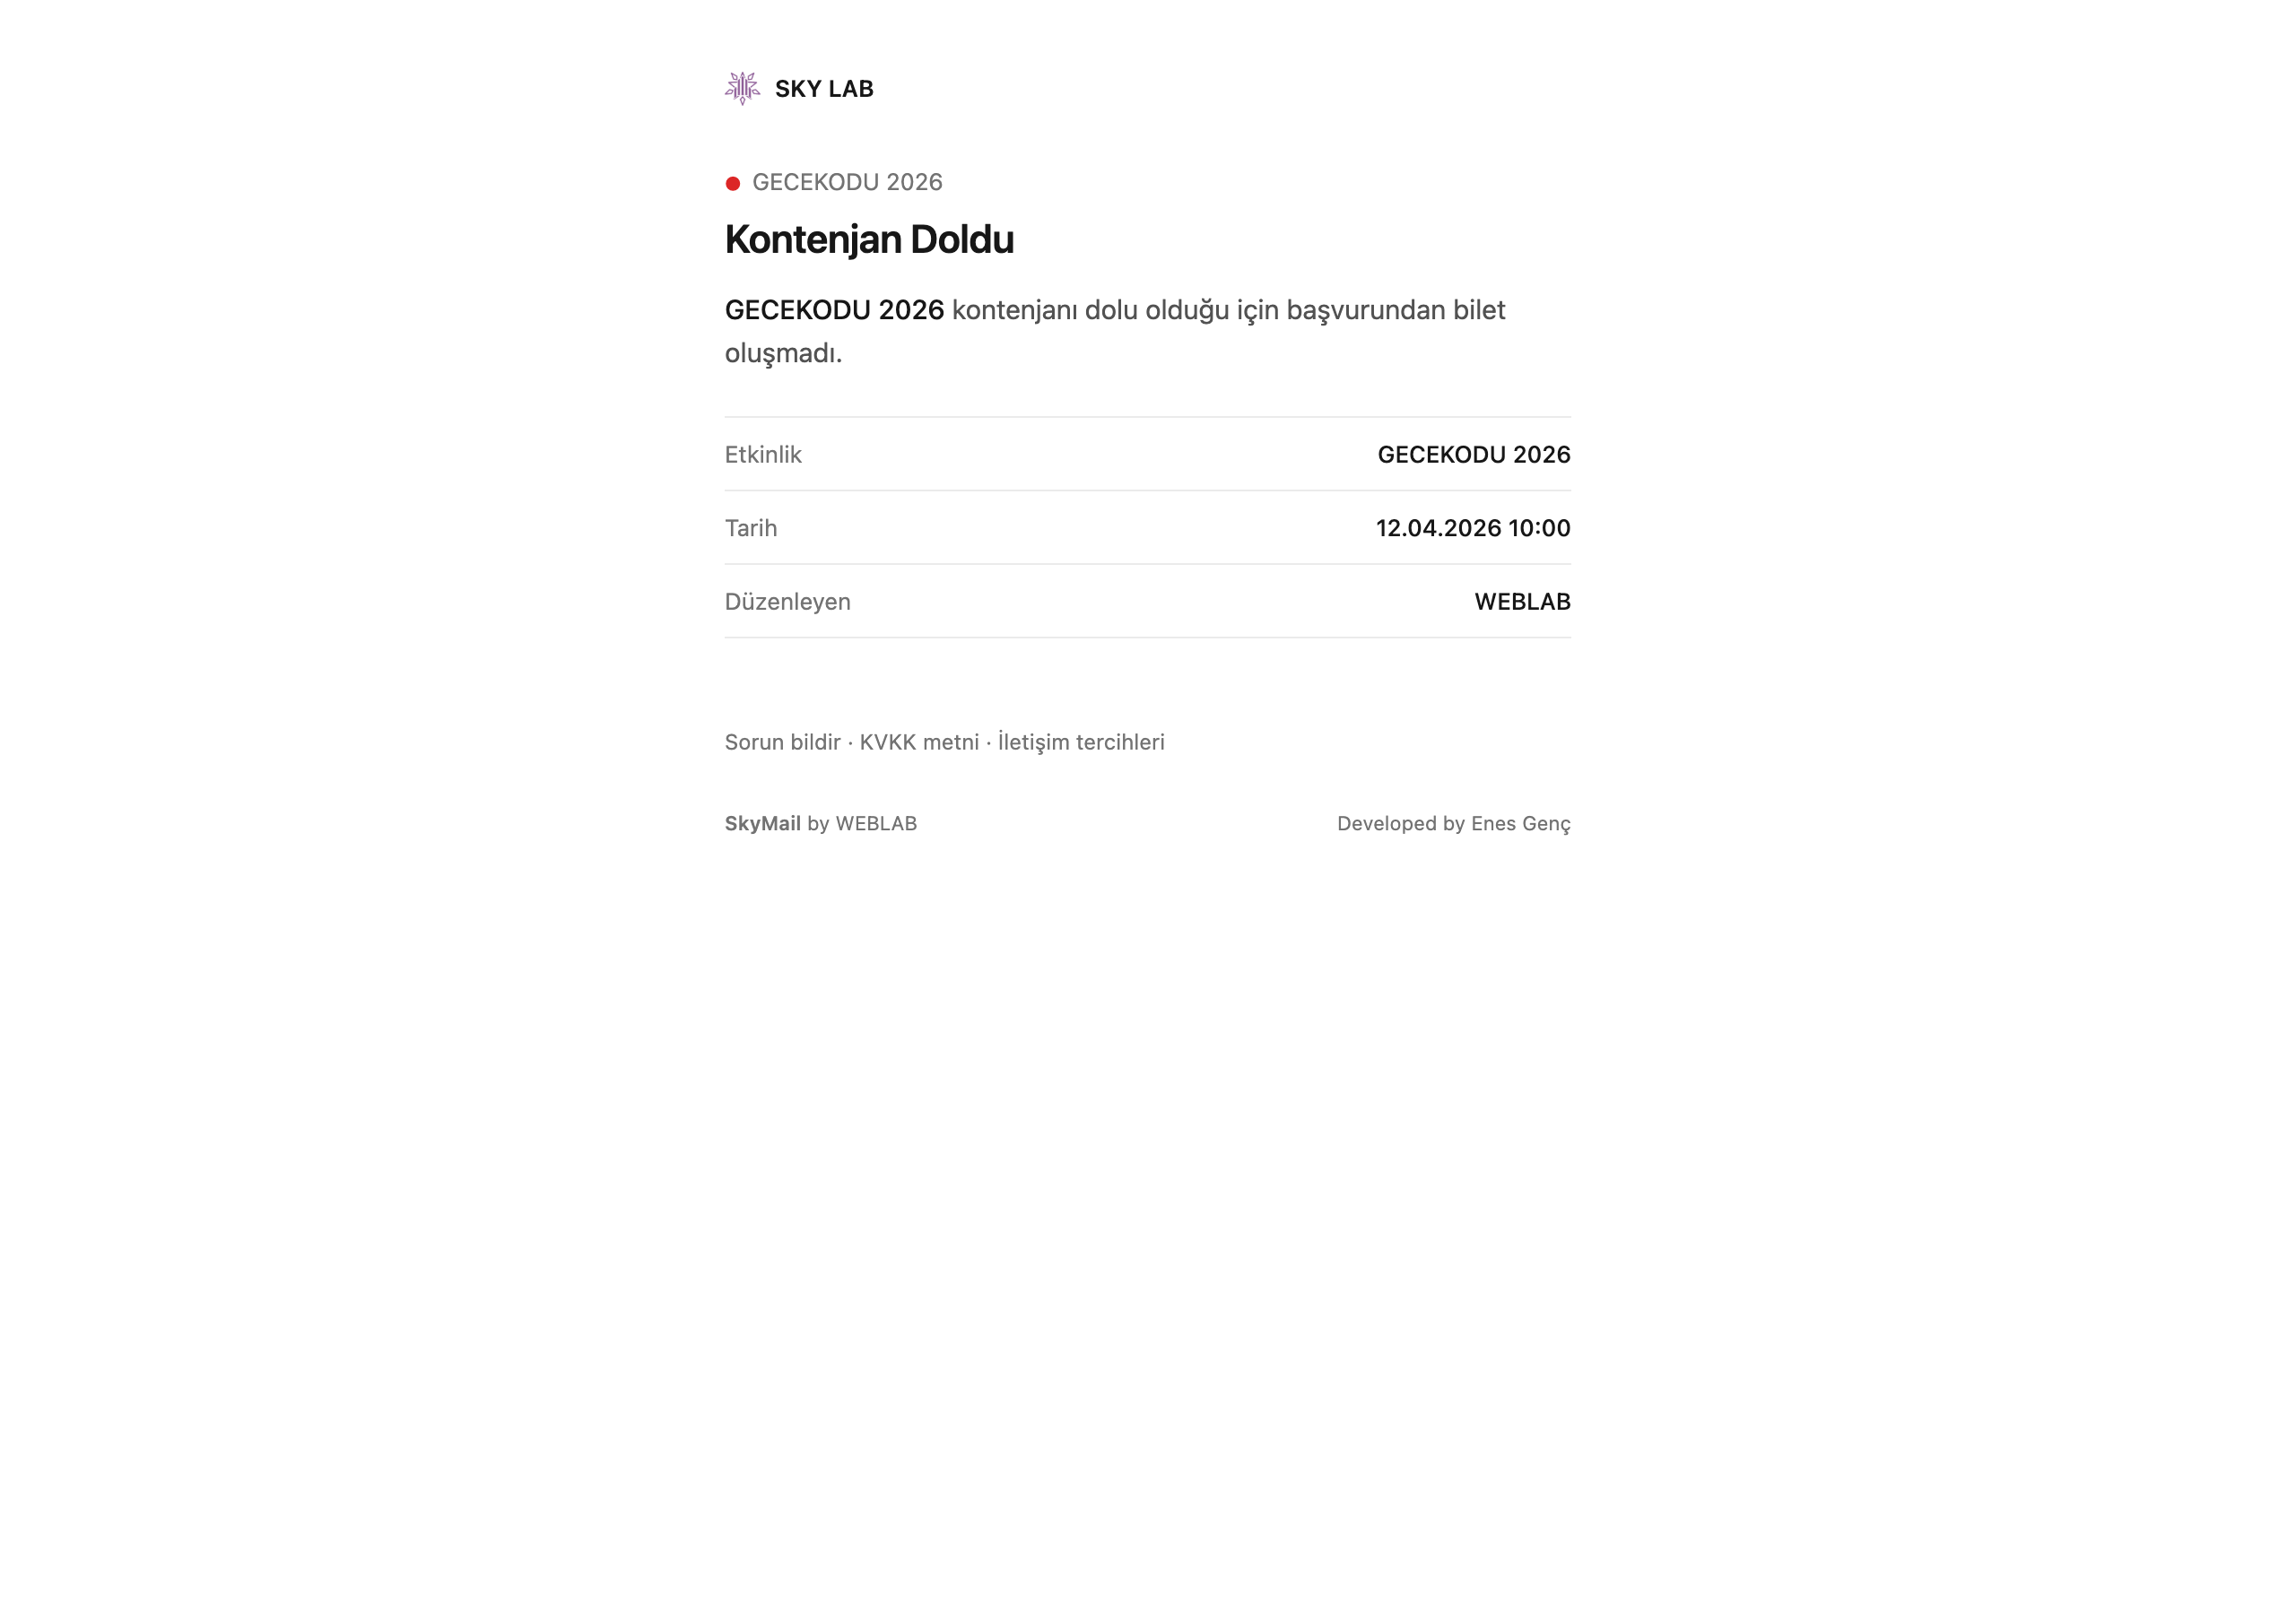 SKY LAB
GECEKODU 2026
Kontenjan Doldu
GECEKODU 2026 kontenjanı dolu olduğu için başvurundan bilet
oluşmadı.
Etkinlik GECEKODU 2026
Tarih 12.04.2026 10:00
Düzenleyen WEBLAB
Sorun bildir · KVKK metni · İletişim tercihleri
SkyMail by WEBLAB Developed by Enes Genç